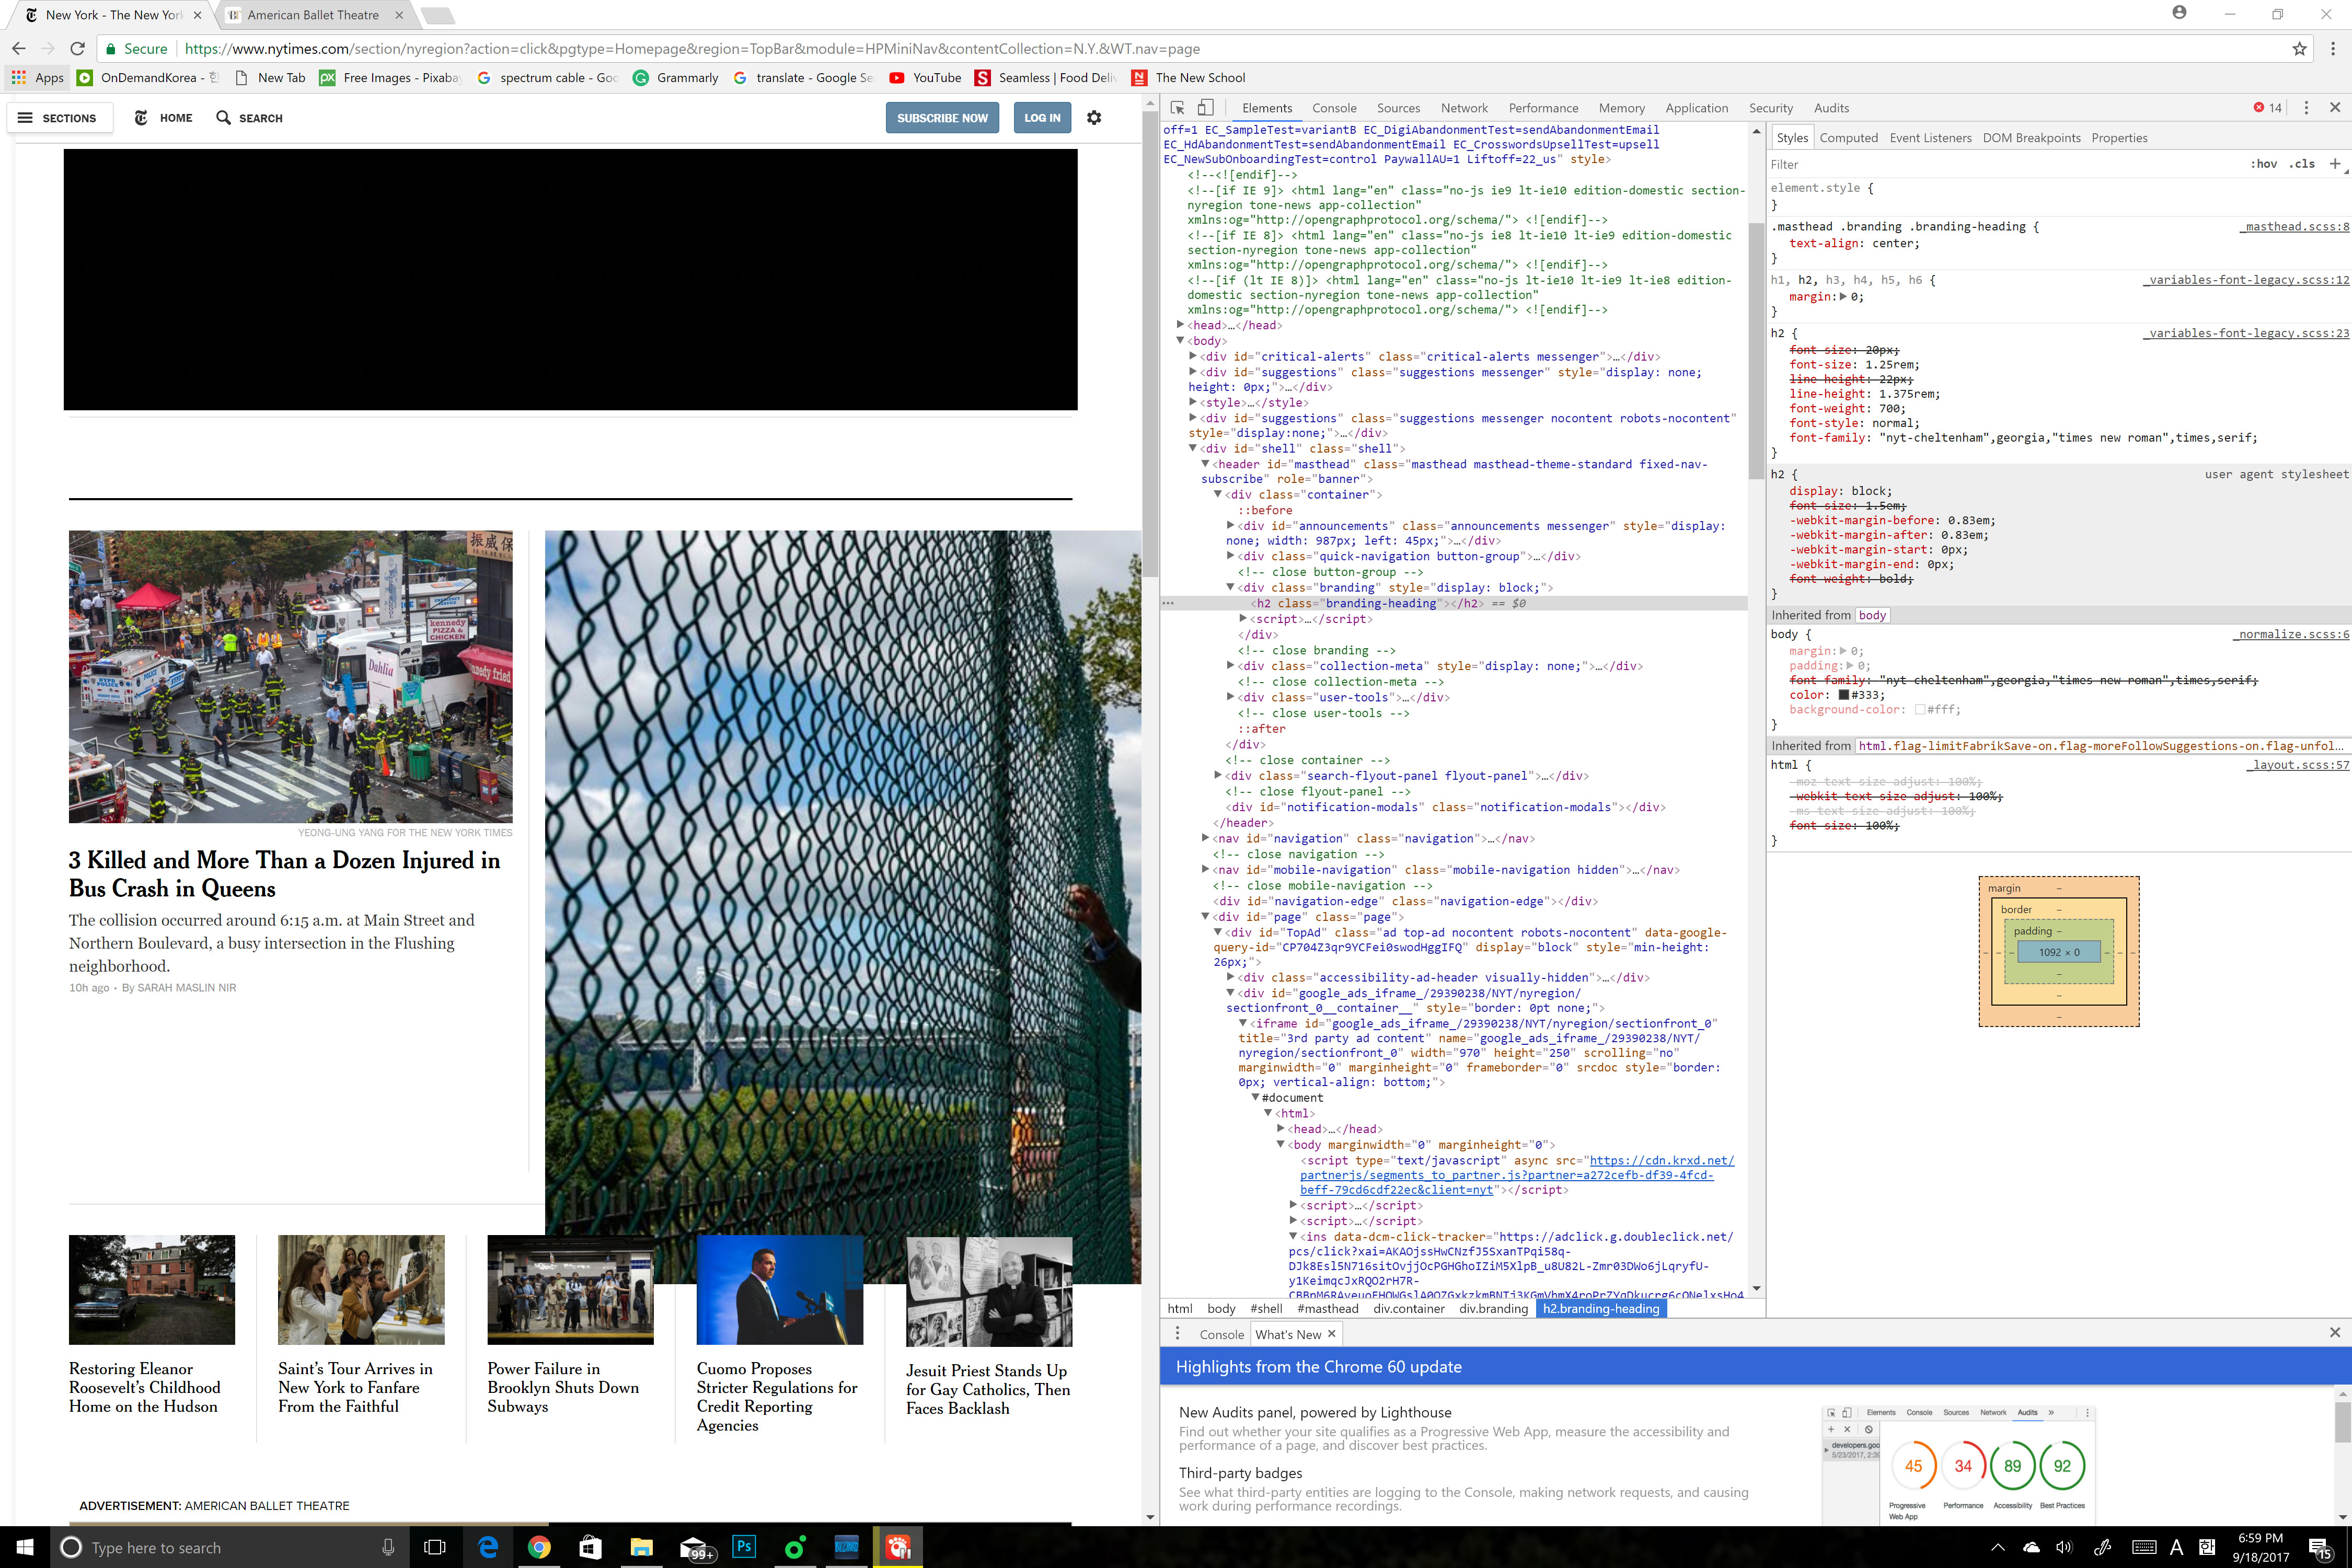 New York - The New York
American Ballet Theatre
Secure
https://www.nytimes.com/section/nyregion?action=click&pgtype=Homepage&region=TopBar&module=HPMiniNav&contentCollection=N.Y.&WT.nav=page
Apps OnDemandKorea - 한 New Tab Free Images - Pixaba spectrum cable - Goo Grammarly translate - Google Se YouTube Seamless | Food Deliv The New School
SECTIONS HOME SEARCH SUBSCRIBE NOW LOG IN
振威保
kennedy
PIZZA &
CHICKEN
Dahlia
YEONG-UNG YANG FOR THE NEW YORK TIMES
3 Killed and More Than a Dozen Injured in
Bus Crash in Queens
The collision occurred around 6:15 a.m. at Main Street and
Northern Boulevard, a busy intersection in the Flushing
neighborhood.
10h ago • By SARAH MASLIN NIR
Restoring Eleanor
Roosevelt's Childhood
Home on the Hudson
Saint's Tour Arrives in
New York to Fanfare
From the Faithful
Power Failure in
Brooklyn Shuts Down
Subways
Cuomo Proposes
Stricter Regulations for
Credit Reporting
Agencies
Jesuit Priest Stands Up
for Gay Catholics, Then
Faces Backlash
ADVERTISEMENT: AMERICAN BALLET THEATRE
Elements Console Sources Network Performance Memory Application Security Audits 14
off=1 EC_SampleTest=variantB EC_DigiAbandonmentTest=sendAbandonmentEmail
EC_HdAbandonmentTest=sendAbandonmentEmail EC_CrosswordsUpsellTest=upsell
EC_NewSubOnboardingTest=control PaywallAU=1 Liftoff=22_us" style>
<!--<![endif]-->
<!--[if IE 9]> <html lang="en" class="no-js ie9 lt-ie10 edition-domestic section-
nyregion tone-news app-collection"
xmlns:og="http://opengraphprotocol.org/schema/"> <![endif]-->
<!--[if IE 8]> <html lang="en" class="no-js ie8 lt-ie10 lt-ie9 edition-domestic
section-nyregion tone-news app-collection"
xmlns:og="http://opengraphprotocol.org/schema/"> <![endif]-->
<!--[if (lt IE 8)]> <html lang="en" class="no-js lt-ie10 lt-ie9 lt-ie8 edition-
domestic section-nyregion tone-news app-collection"
xmlns:og="http://opengraphprotocol.org/schema/"> <![endif]-->
<head>…</head>
<body>
<div id="critical-alerts" class="critical-alerts messenger">…</div>
<div id="suggestions" class="suggestions messenger" style="display: none;
height: 0px;">…</div>
<style>…</style>
<div id="suggestions" class="suggestions messenger nocontent robots-nocontent"
style="display:none;">…</div>
<div id="shell" class="shell">
<header id="masthead" class="masthead masthead-theme-standard fixed-nav-
subscribe" role="banner">
<div class="container">
::before
<div id="announcements" class="announcements messenger" style="display:
none; width: 987px; left: 45px;">…</div>
<div class="quick-navigation button-group">…</div>
<!-- close button-group -->
<div class="branding" style="display: block;">
<h2 class="branding-heading"></h2> == $0
<script>…</script>
</div>
<!-- close branding -->
<div class="collection-meta" style="display: none;">…</div>
<!-- close collection-meta -->
<div class="user-tools">…</div>
<!-- close user-tools -->
::after
</div>
<!-- close container -->
<div class="search-flyout-panel flyout-panel">…</div>
<!-- close flyout-panel -->
<div id="notification-modals" class="notification-modals"></div>
</header>
<nav id="navigation" class="navigation">…</nav>
<!-- close navigation -->
<nav id="mobile-navigation" class="mobile-navigation hidden">…</nav>
<!-- close mobile-navigation -->
<div id="navigation-edge" class="navigation-edge"></div>
<div id="page" class="page">
<div id="TopAd" class="ad top-ad nocontent robots-nocontent" data-google-
query-id="CP704Z3qr9YCFei0swodHggIFQ" display="block" style="min-height:
26px;">
<div class="accessibility-ad-header visually-hidden">…</div>
<div id="google_ads_iframe_/29390238/NYT/nyregion/
sectionfront_0__container__" style="border: 0pt none;">
<iframe id="google_ads_iframe_/29390238/NYT/nyregion/sectionfront_0"
title="3rd party ad content" name="google_ads_iframe_/29390238/NYT/
nyregion/sectionfront_0" width="970" height="250" scrolling="no"
marginwidth="0" marginheight="0" frameborder="0" srcdoc style="border:
0px; vertical-align: bottom;">
#document
<html>
<head>…</head>
<body marginwidth="0" marginheight="0">
<script type="text/javascript" async src="https://cdn.krxd.net/
partnerjs/segments_to_partner.js?partner=a272cefb-df39-4fcd-
beff-79cd6cdf22ec&client=nyt"></script>
<script>…</script>
<script>…</script>
<ins data-dcm-click-tracker="https://adclick.g.doubleclick.net/
pcs/click?xai=AKAOjssHwCNzfJ5SxanTPqi58q-
DJk8Esl5N716sitOvjjOcPGHGhoIZiM5XlpB_u8U82L-Zmr03DWo6jLqryfU-
y1KeimqcJxRQO2rH7R-
html body #shell #masthead div.container div.branding h2.branding-heading
Styles Computed Event Listeners DOM Breakpoints Properties
Filter :hov .cls +
element.style {
}
.masthead .branding .branding-heading { _masthead.scss:8
text-align: center;
}
h1, h2, h3, h4, h5, h6 { _variables-font-legacy.scss:12
margin: 0;
}
h2 { _variables-font-legacy.scss:23
font-size: 20px;
font-size: 1.25rem;
line-height: 22px;
line-height: 1.375rem;
font-weight: 700;
font-style: normal;
font-family: "nyt-cheltenham",georgia,"times new roman",times,serif;
}
h2 { user agent stylesheet
display: block;
font-size: 1.5em;
-webkit-margin-before: 0.83em;
-webkit-margin-after: 0.83em;
-webkit-margin-start: 0px;
-webkit-margin-end: 0px;
font-weight: bold;
}
Inherited from body
body { _normalize.scss:6
margin: 0;
padding: 0;
font-family: "nyt-cheltenham",georgia,"times new roman",times,serif;
color: #333;
background-color: #fff;
}
Inherited from html.flag-limitFabrikSave-on.flag-moreFollowSuggestions-on.flag-unfol…
html { _layout.scss:57
-moz-text-size-adjust: 100%;
-webkit-text-size-adjust: 100%;
-ms-text-size-adjust: 100%;
font-size: 100%;
}
margin –
border –
padding –
1092 × 0
Console What's New
Highlights from the Chrome 60 update
New Audits panel, powered by Lighthouse
Find out whether your site qualifies as a Progressive Web App, measure the accessibility and
performance of a page, and discover best practices.
Third-party badges
See what third-party entities are logging to the Console, making network requests, and causing
work during performance recordings.
Elements Console Sources Network Audits »
developers.goo
45 34 89 92
Progressive Web App Performance Accessibility Best Practices
Type here to search
99+
Ps
A 한
6:59 PM
9/18/2017
15